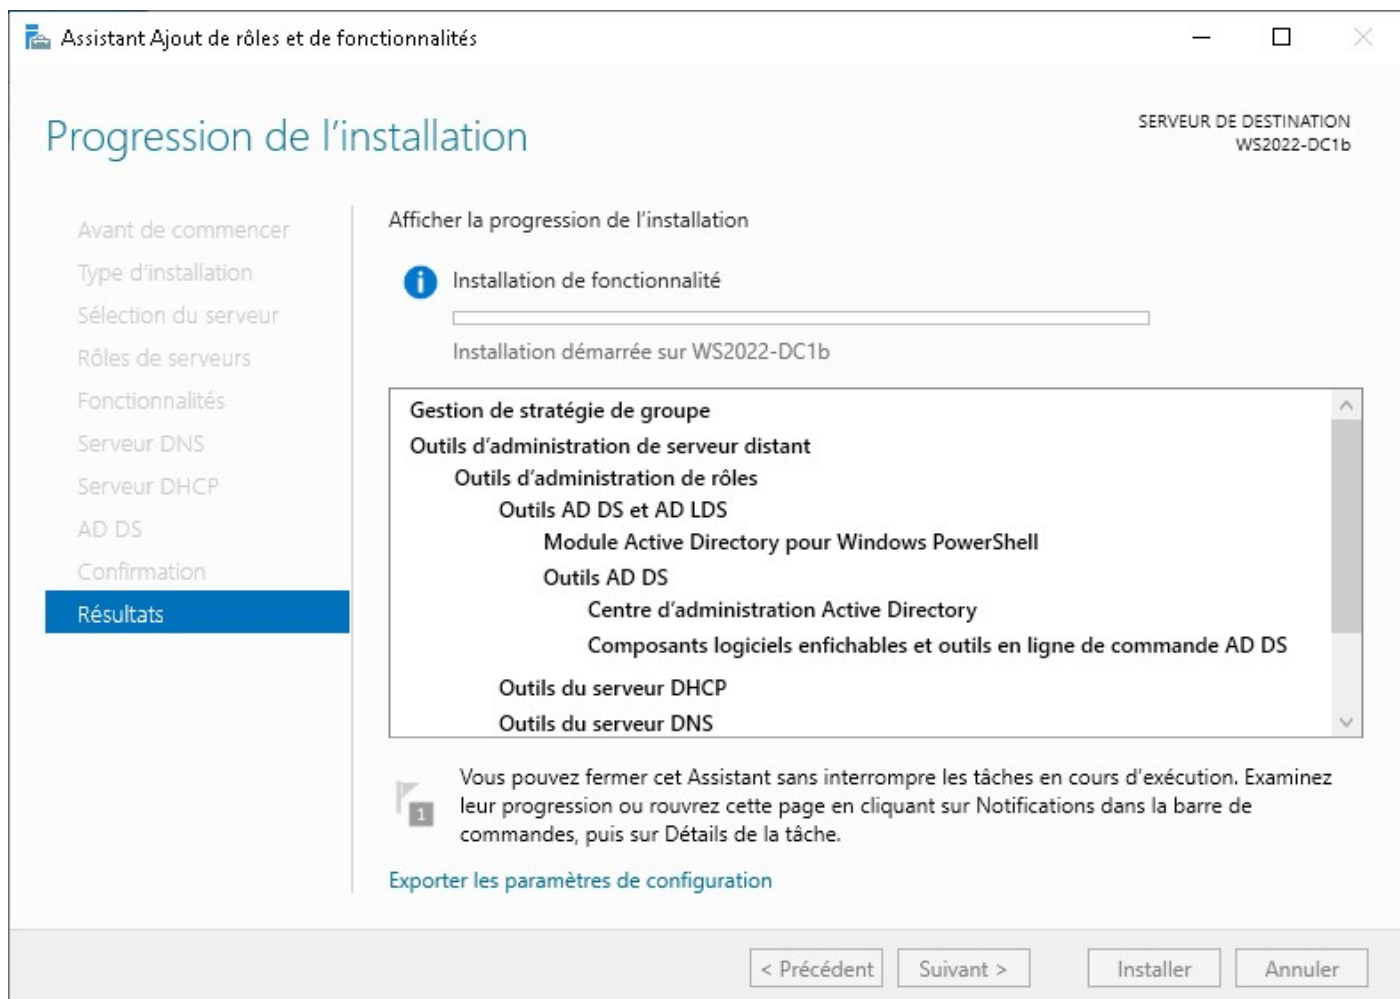 Assistant Ajout de rôles et de fonctionnalités
Progression de l'installation
SERVEUR DE DESTINATION
WS2022-DC1b
Avant de commencer
Type d'installation
Sélection du serveur
Rôles de serveurs
Fonctionnalités
Serveur DNS
Serveur DHCP
AD DS
Confirmation
Résultats
Afficher la progression de l'installation
Installation de fonctionnalité
Installation démarrée sur WS2022-DC1b
Gestion de stratégie de groupe
Outils d'administration de serveur distant
Outils d'administration de rôles
Outils AD DS et AD LDS
Module Active Directory pour Windows PowerShell
Outils AD DS
Centre d'administration Active Directory
Composants logiciels enfichables et outils en ligne de commande AD DS
Outils du serveur DHCP
Outils du serveur DNS
1
Vous pouvez fermer cet Assistant sans interrompre les tâches en cours d'exécution. Examinez
leur progression ou rouvrez cette page en cliquant sur Notifications dans la barre de
commandes, puis sur Détails de la tâche.
Exporter les paramètres de configuration
< Précédent
Suivant >
Installer
Annuler